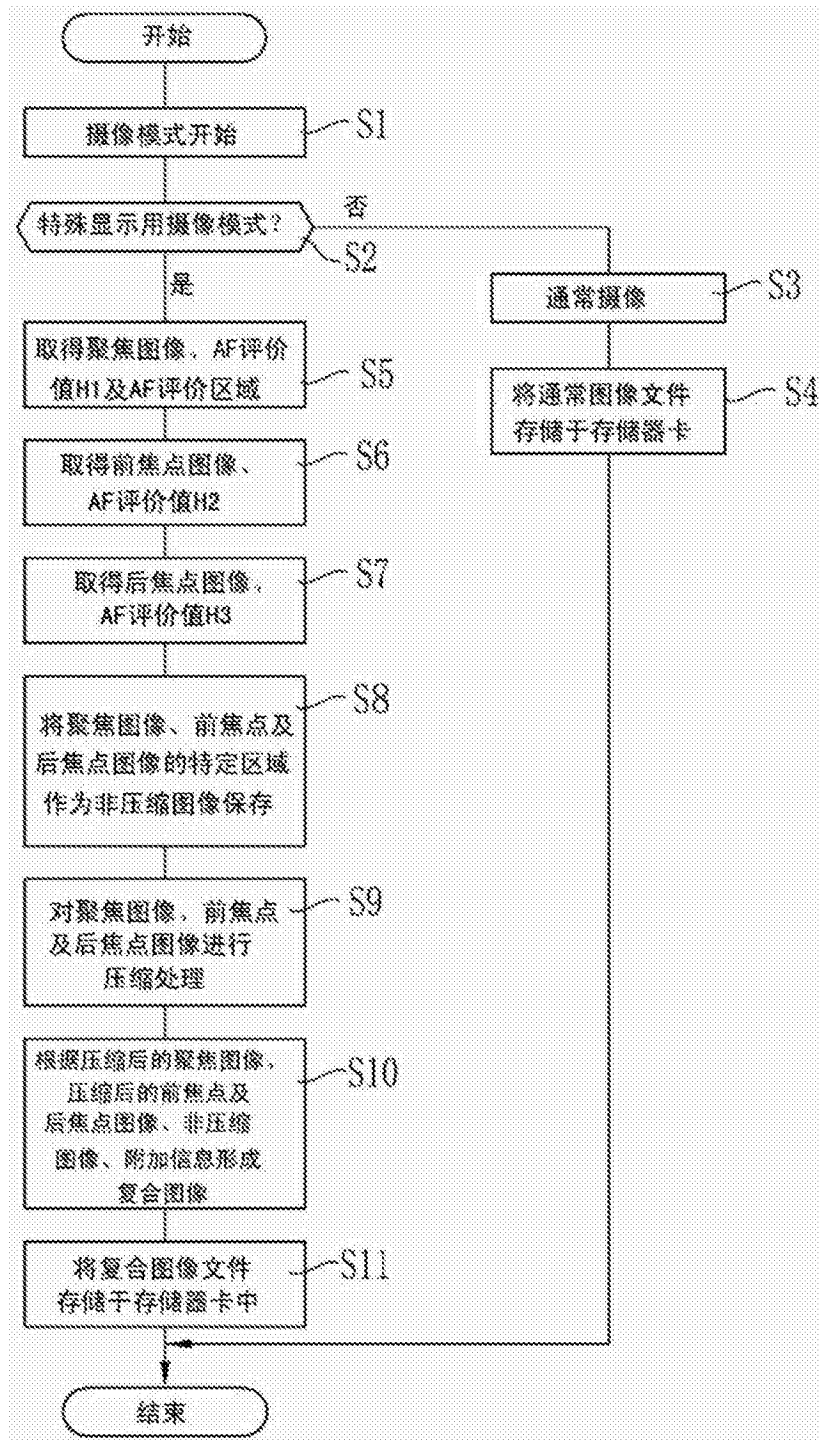 开始
摄像模式开始
S1
特殊显示用摄像模式?
S2
否
是
通常摄像
S3
将通常图像文件
存储于存储器卡
S4
取得聚焦图像、AF评价
值H1及AF评价区域
S5
取得前焦点图像、
AF评价值H2
S6
取得后焦点图像、
AF评价值H3
S7
将聚焦图像、前焦点及
后焦点图像的特定区域
作为非压缩图像保存
S8
对聚焦图像、前焦点
及后焦点图像进行
压缩处理
S9
根据压缩后的聚焦图像、
压缩后的前焦点及
后焦点图像、非压缩
图像、附加信息形成
复合图像
S10
将复合图像文件
存储于存储器卡中
S11
结束